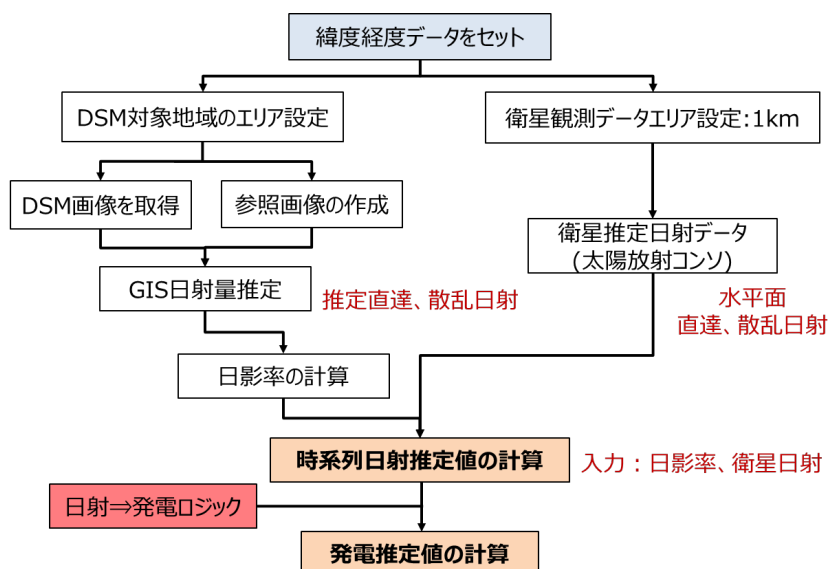 緯度経度データをセット
DSM対象地域のエリア設定
衛星観測データエリア設定:1km
DSM画像を取得
参照画像の作成
衛星推定日射データ
(太陽放射コンソ)
GIS日射量推定
推定直達、散乱日射
水平面
直達、散乱日射
日影率の計算
時系列日射推定値の計算
入力：日影率、衛星日射
日射⇒発電ロジック
発電推定値の計算